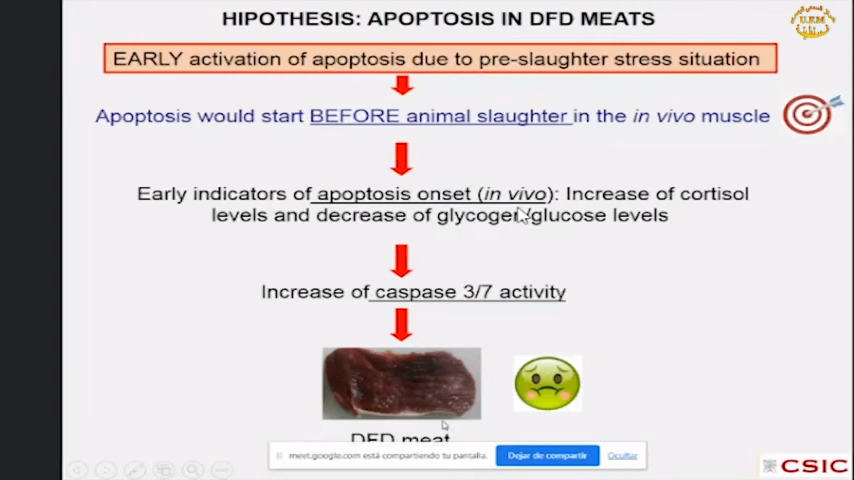 HIPOTHESIS: APOPTOSIS IN DFD MEATS
U.K.M
EARLY activation of apoptosis due to pre-slaughter stress situation
Apoptosis would start BEFORE animal slaughter in the in vivo muscle
Early indicators of apoptosis onset (in vivo): Increase of cortisol
levels and decrease of glycogen/glucose levels
Increase of caspase 3/7 activity
DFD meat
meet.google.com está compartiendo tu pantalla.
Dejar de compartir
Ocultar
CSIC